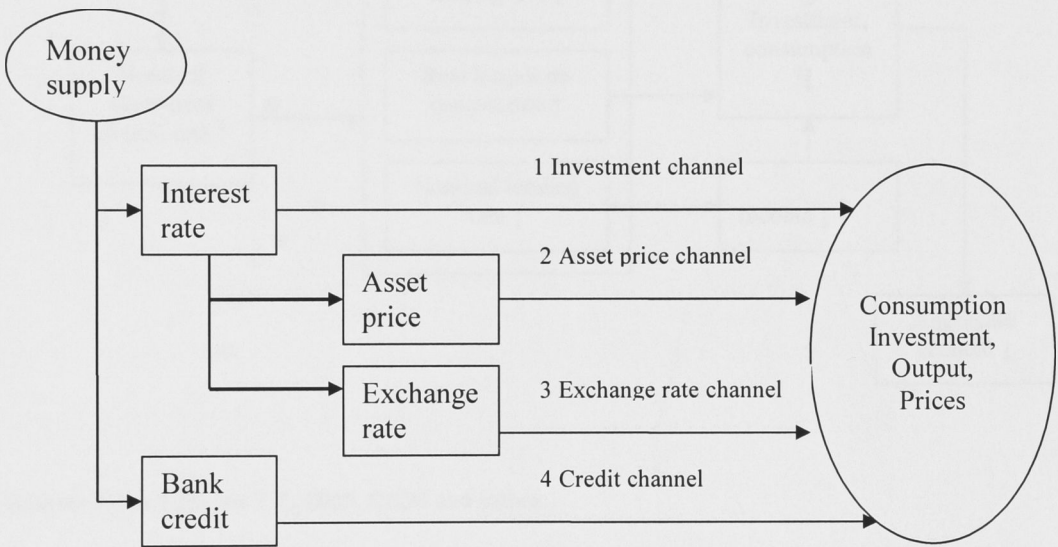 Money
supply
Interest
rate
1 Investment channel
2 Asset price channel
Asset
price
Exchange
rate
3 Exchange rate channel
Bank
credit
4 Credit channel
Consumption
Investment,
Output,
Prices